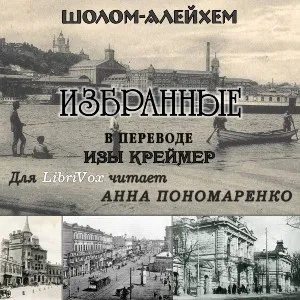 ШОЛОМ-АЛЕЙХЕМ
ИЗБРАННЫЕ
В ПЕРЕВОДЕ
ИЗЫ КРЕЙМЕР
Для LibriVox читает
АННА ПОНОМАРЕНКО